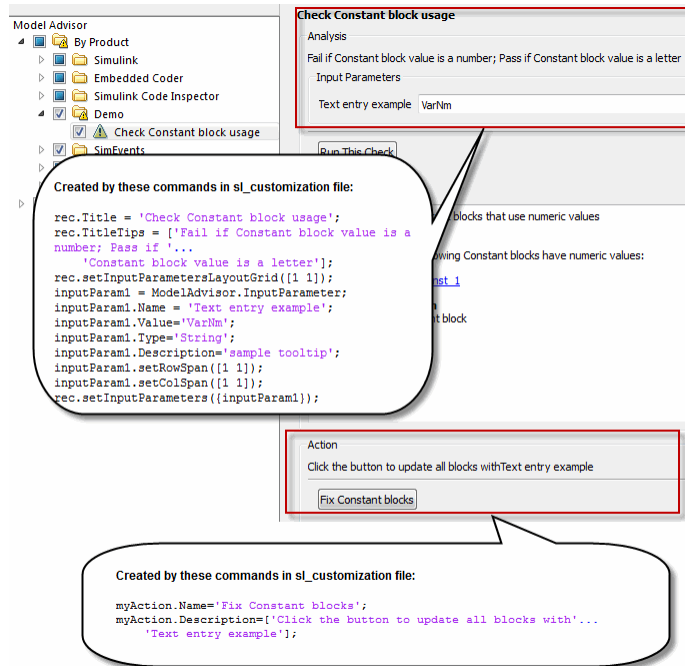 Check Constant block usage
Model Advisor
Analysis
By Product
Fail if Constant block value is a number; Pass if Constant block value is a letter
Simulink
Input Parameters
Embedded Coder
Simulink Code Inspector
Text entry example VarNm
Demo
Check Constant block usage
Run This Check
SimEvents
Created by these commands in sl_customization file:
rec.Title = 'Check Constant block usage';
rec.TitleTips = ['Fail if Constant block value is a
number; Pass if '...
'Constant block value is a letter'];
rec.setInputParametersLayoutGrid([1 1]);
inputParam1 = ModelAdvisor.InputParameter;
inputParam1.Name = 'Text entry example';
inputParam1.Value='VarNm';
inputParam1.Type='String';
inputParam1.Description='sample tooltip';
inputParam1.setRowSpan([1 1]);
inputParam1.setColSpan([1 1]);
rec.setInputParameters({inputParam1});
blocks that use numeric values
owing Constant blocks have numeric values:
nst_1
t block
Action
Click the button to update all blocks withText entry example
Fix Constant blocks
Created by these commands in sl_customization file:
myAction.Name='Fix Constant blocks';
myAction.Description=['Click the button to update all blocks with'...
'Text entry example'];